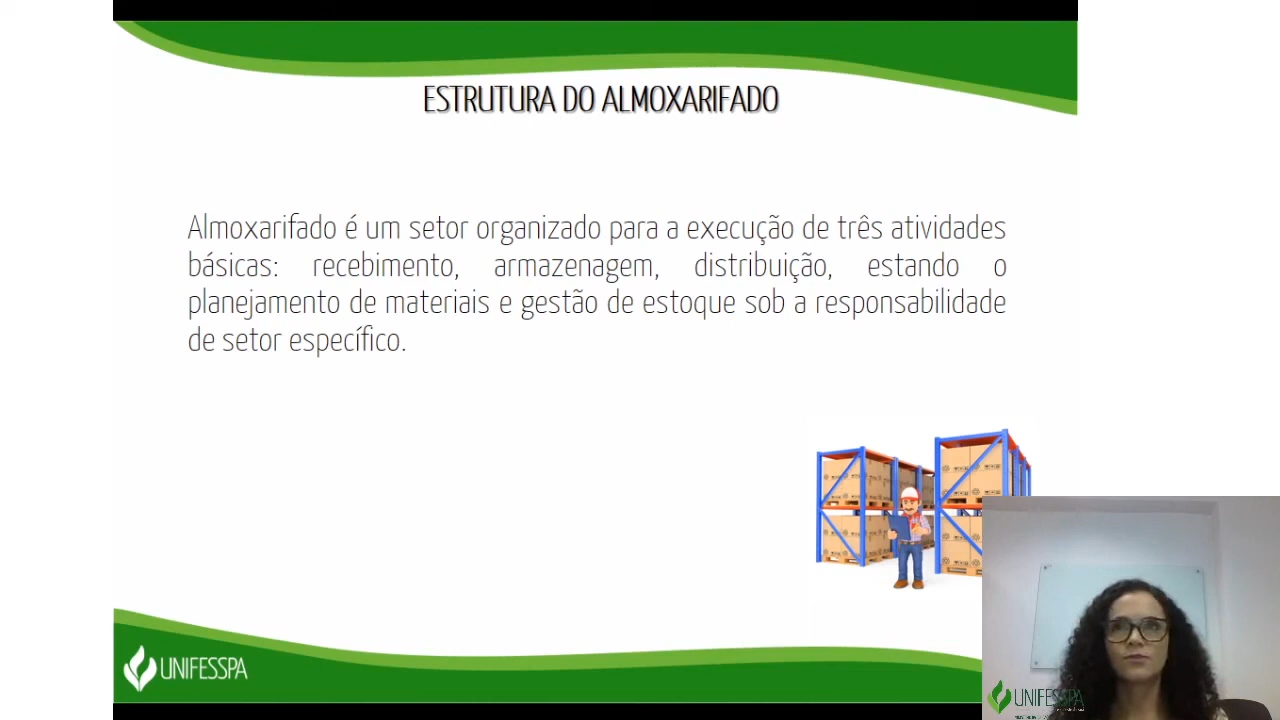 ESTRUTURA DO ALMOXARIFADO
Almoxarifado é um setor organizado para a execução de três atividades
básicas: recebimento, armazenagem, distribuição, estando o
planejamento de materiais e gestão de estoque sob a responsabilidade
de setor específico.
UNIFESSPA
UNIFESSPA